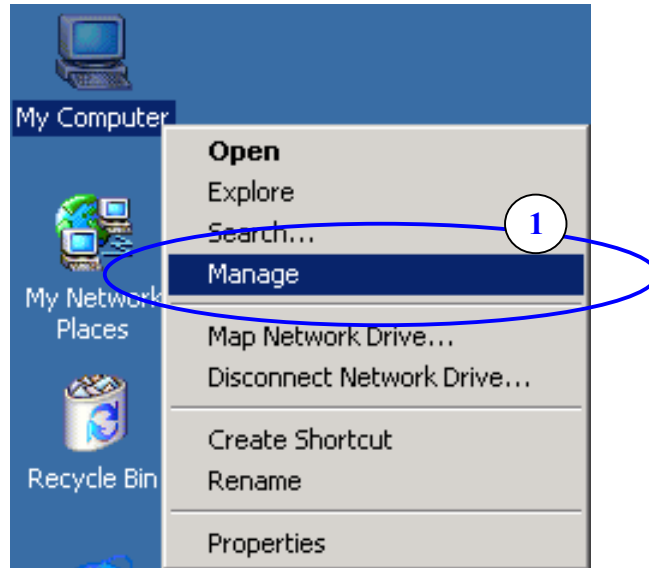 My Computer
Open
Explore
Search...
1
Manage
My Network
Places
Map Network Drive...
Disconnect Network Drive...
Create Shortcut
Recycle Bin
Rename
Properties